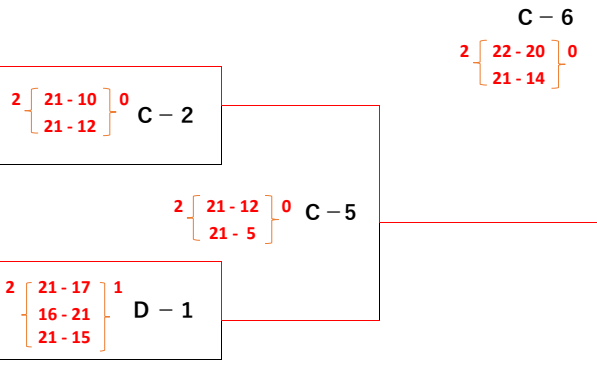 C－6
2 22 - 20 0
21 - 14
2 21 - 10 0
21 - 12
C－2
2 21 - 12 0
21 - 5
C－5
2 21 - 17 1
16 - 21
21 - 15
D－1